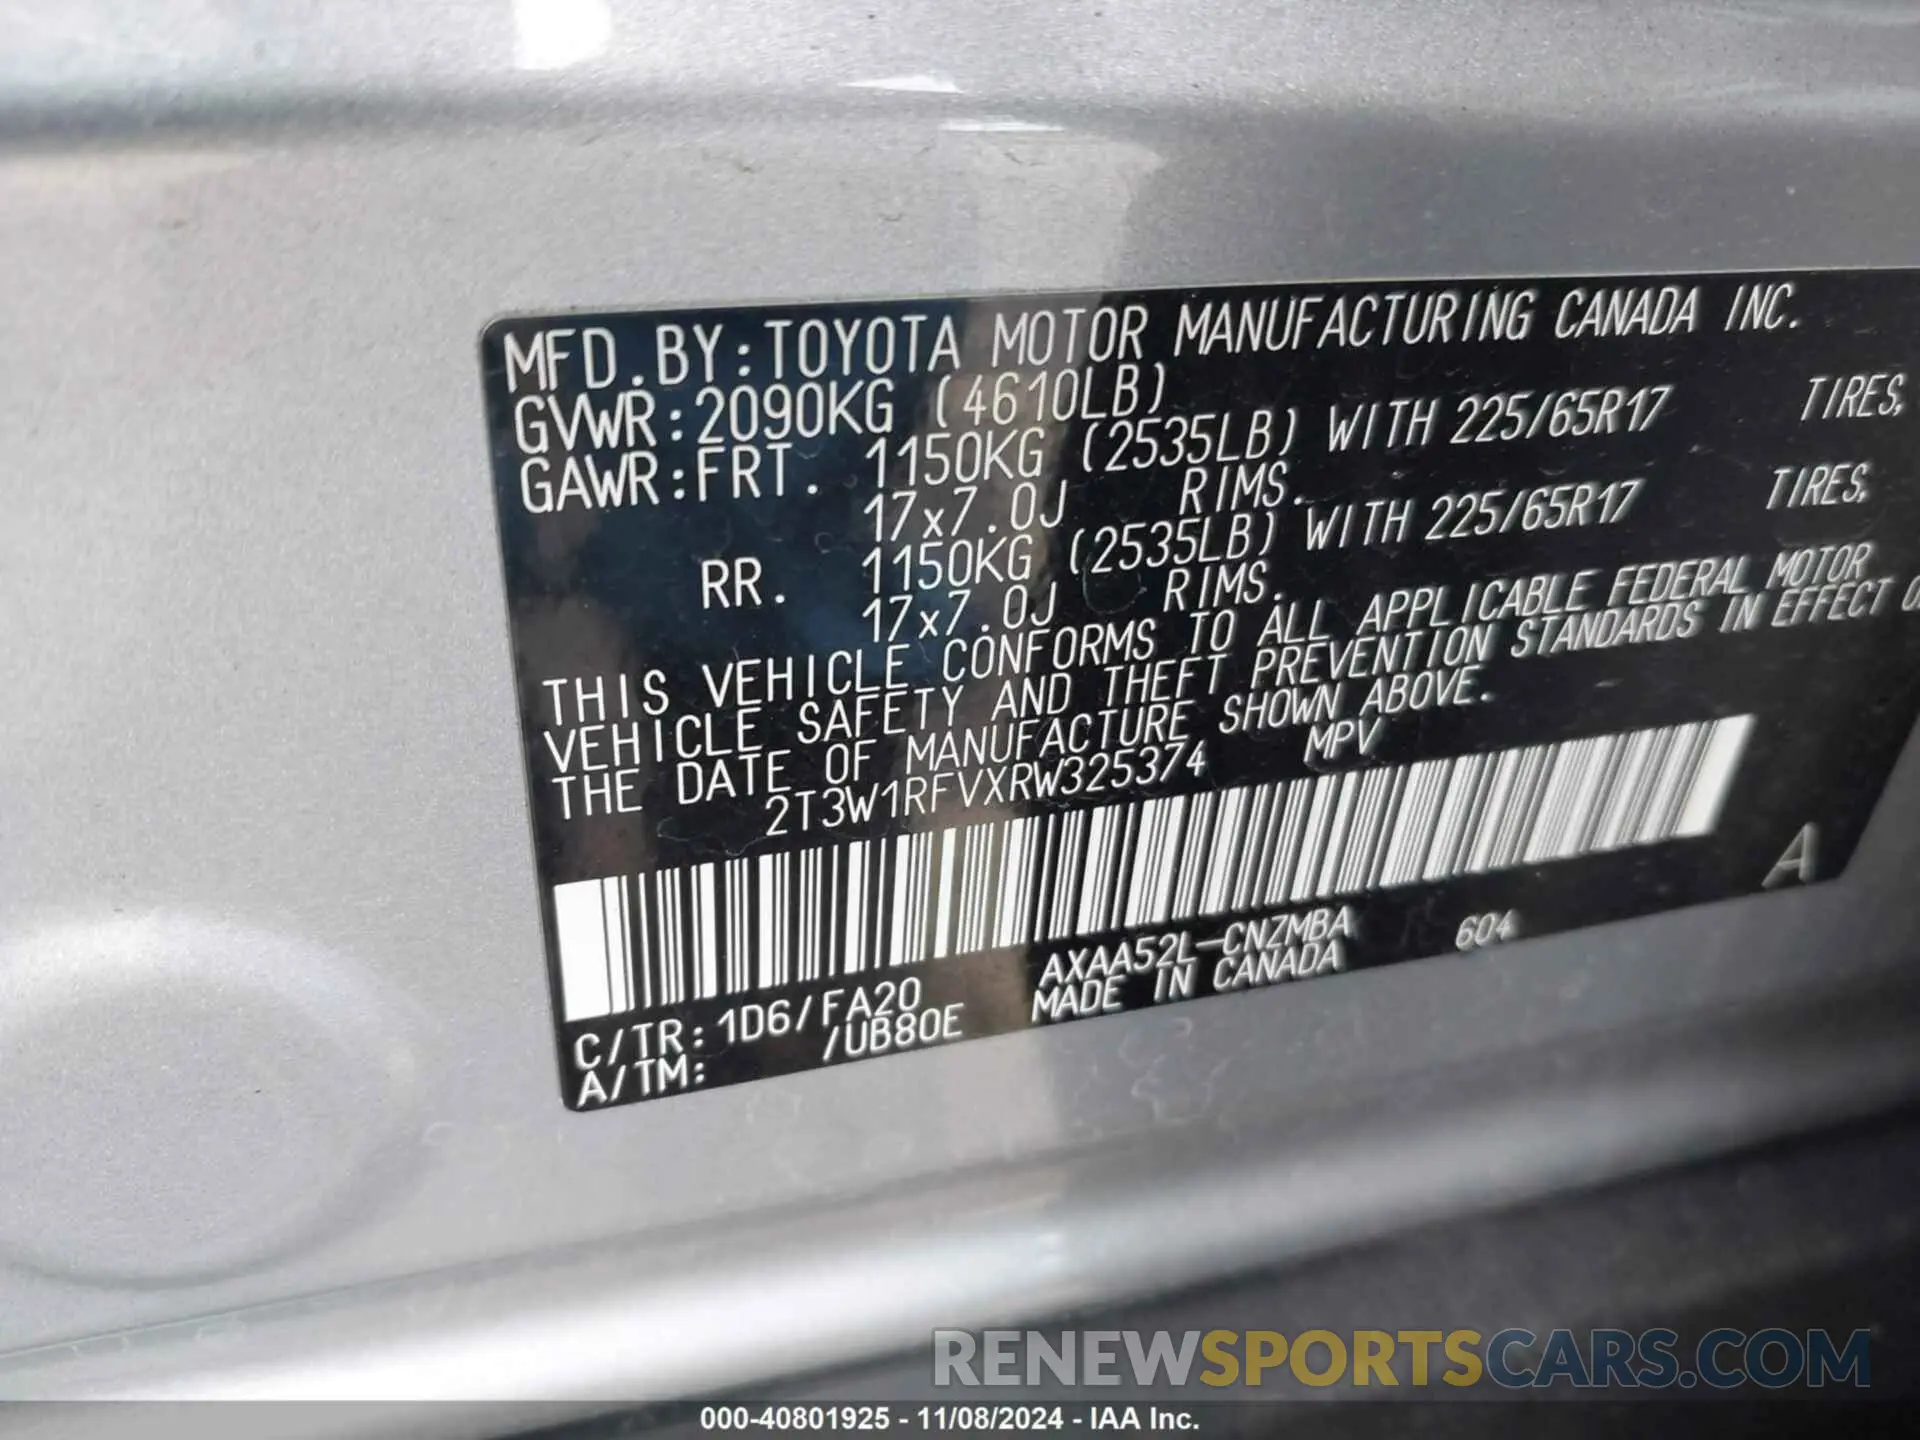 MFD.BY:TOYOTA MOTOR MANUFACTURING CANADA INC.
GVWR:2090KG (4610LB)
GAWR:FRT. 1150KG (2535LB) WITH 225/65R17 TIRES,
17x7.0J RIMS.
RR. 1150KG (2535LB) WITH 225/65R17 TIRES,
17x7.0J RIMS.
THIS VEHICLE CONFORMS TO ALL APPLICABLE FEDERAL MOTOR
VEHICLE SAFETY AND THEFT PREVENTION STANDARDS IN EFFECT
THE DATE OF MANUFACTURE SHOWN ABOVE.
2T3W1RFVXRW325374 MPV
A
C/TR:1D6/FA20 AXAA52L-CNZMBA 604
A/TM: /UB80E MADE IN CANADA
RENEWSPORTSCARS.COM
000-40801925 - 11/08/2024 - IAA Inc.